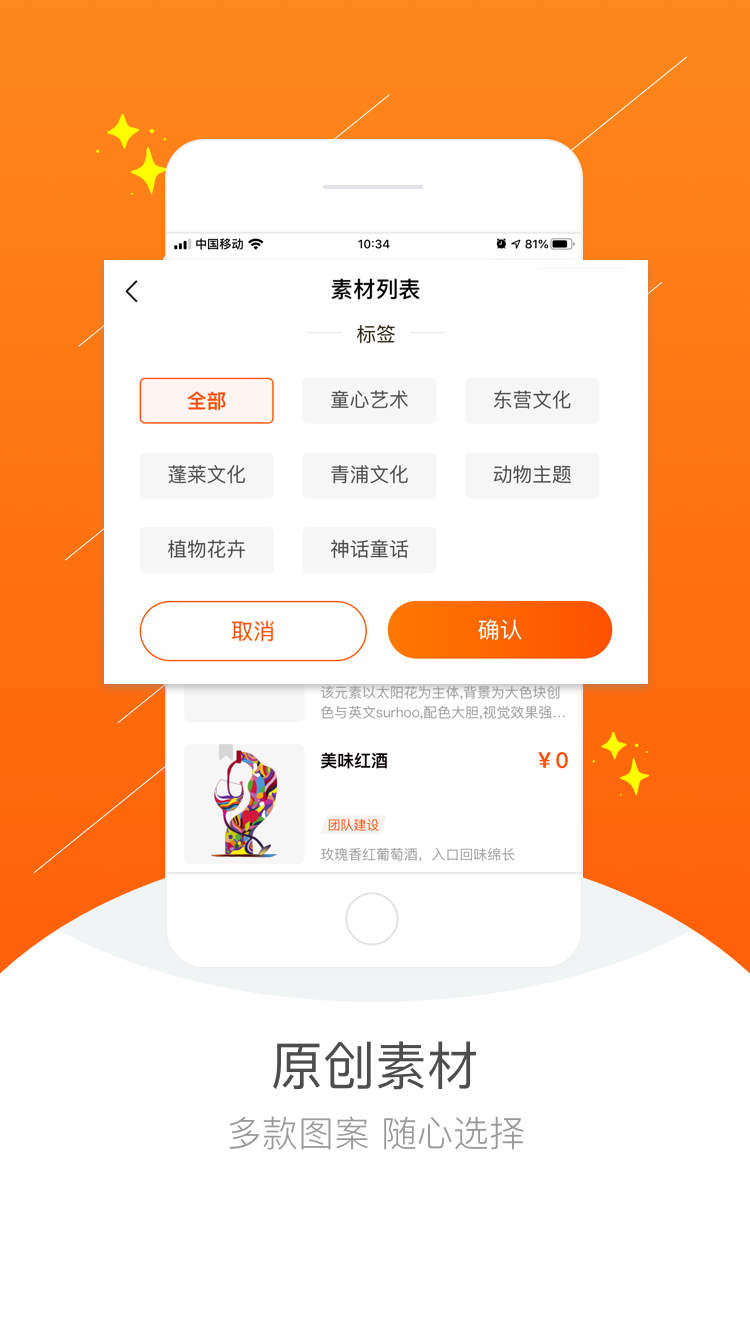 中国移动 10:34 81%
素材列表
标签
全部 童心艺术 东营文化
蓬莱文化 青浦文化 动物主题
植物花卉 神话童话
取消 确认
该元素以太阳花为主体,背景为大色块创
色与英文surhoo,配色大胆,视觉效果强...
美味红酒 ¥0
团队建设
玫瑰香红葡萄酒，入口回味绵长
原创素材
多款图案 随心选择